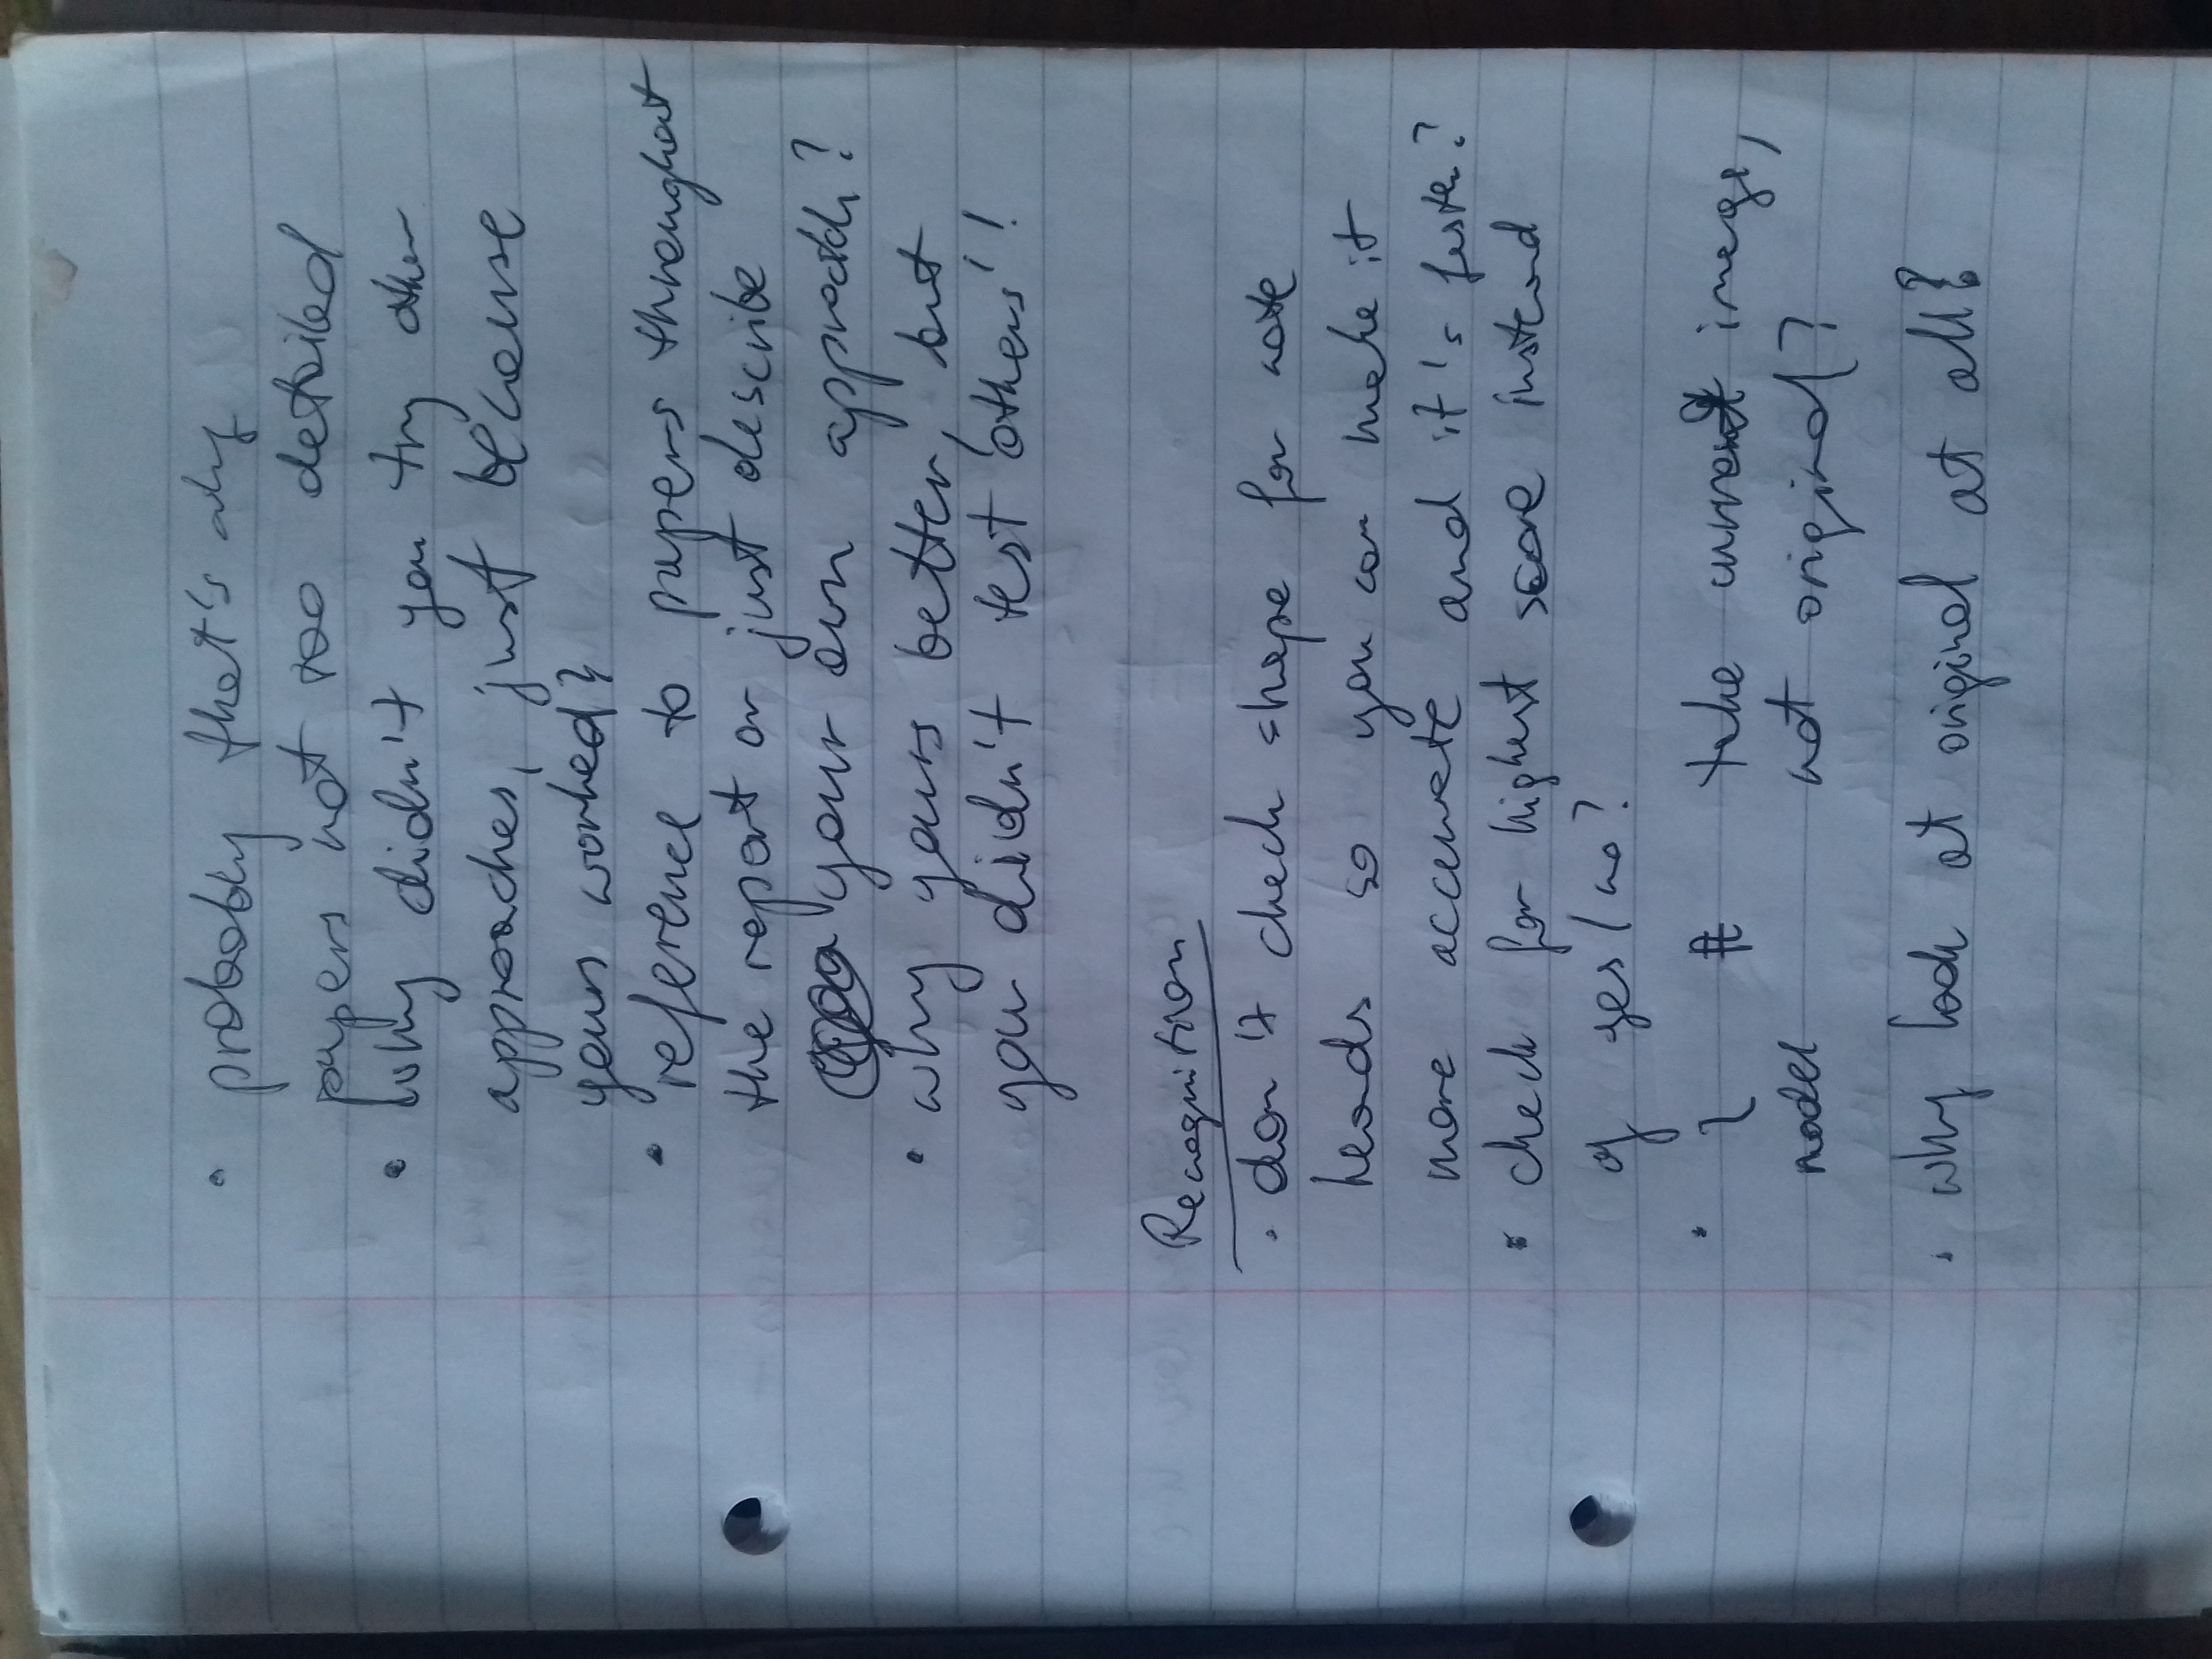 • probably that's why
papers not too detailed
• why didn't you try other
approaches, just because
yours worked?
• reference to papers throughout
the report or just describe
your own approach?
• why yours better, but
you didn't test others'!
Recognition
• don't check shape for note
heads so you can make it
more accurate and it's faster?
• check for highest score instead
of yes/no?
• # take current image,
model not original?
• why look at original at all?